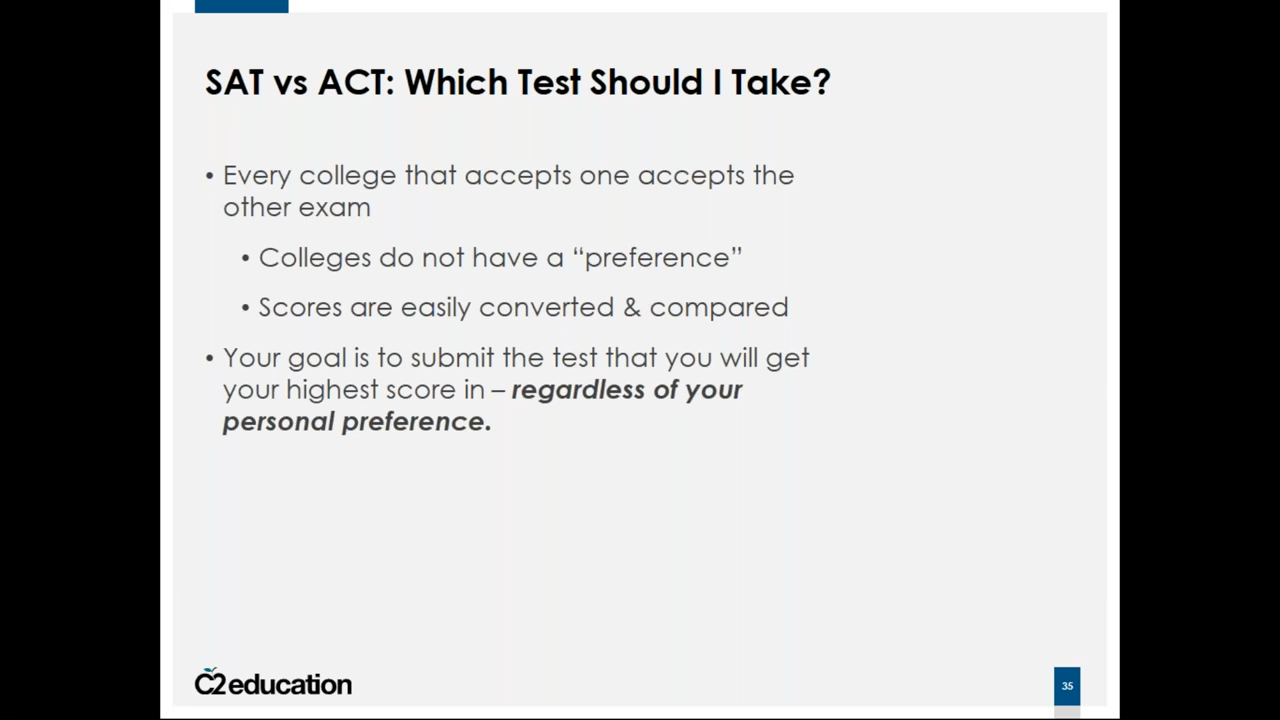 SAT vs ACT: Which Test Should I Take?
• Every college that accepts one accepts the
other exam
• Colleges do not have a “preference”
• Scores are easily converted & compared
• Your goal is to submit the test that you will get
your highest score in – regardless of your
personal preference.
C2education
35